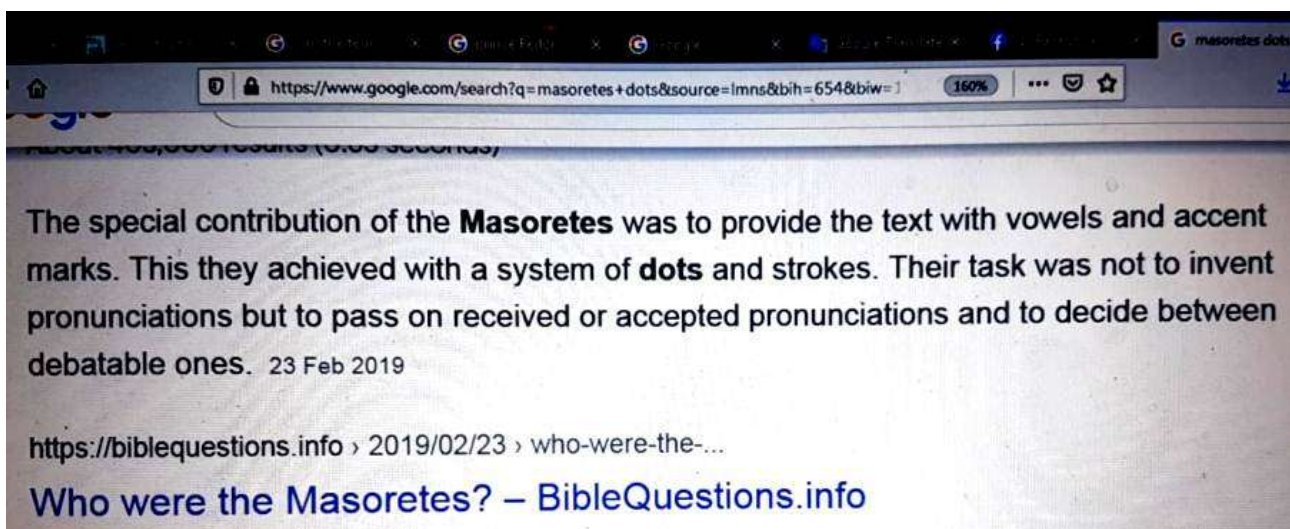 masoretes dots
https://www.google.com/search?q=masoretes+dots&source=lmns&bih=654&biw=1
160%
The special contribution of the Masoretes was to provide the text with vowels and accent
marks. This they achieved with a system of dots and strokes. Their task was not to invent
pronunciations but to pass on received or accepted pronunciations and to decide between
debatable ones. 23 Feb 2019
https://biblequestions.info › 2019/02/23 › who-were-the-...
Who were the Masoretes? – BibleQuestions.info